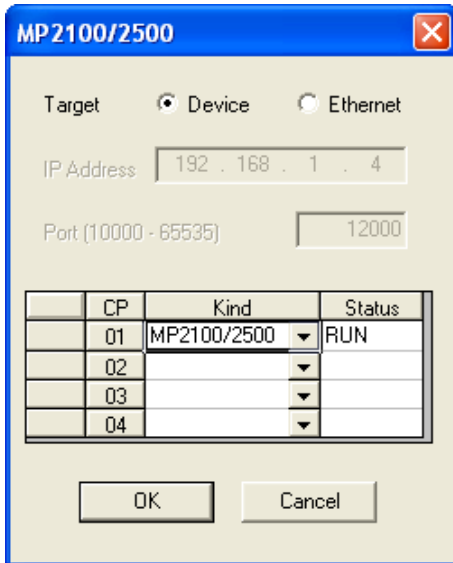 MP2100/2500
Target Device Ethernet
IP Address 192 . 168 . 1 . 4
Port (10000 - 65535) 12000
CP Kind Status
01 MP2100/2500 RUN
02
03
04
OK Cancel